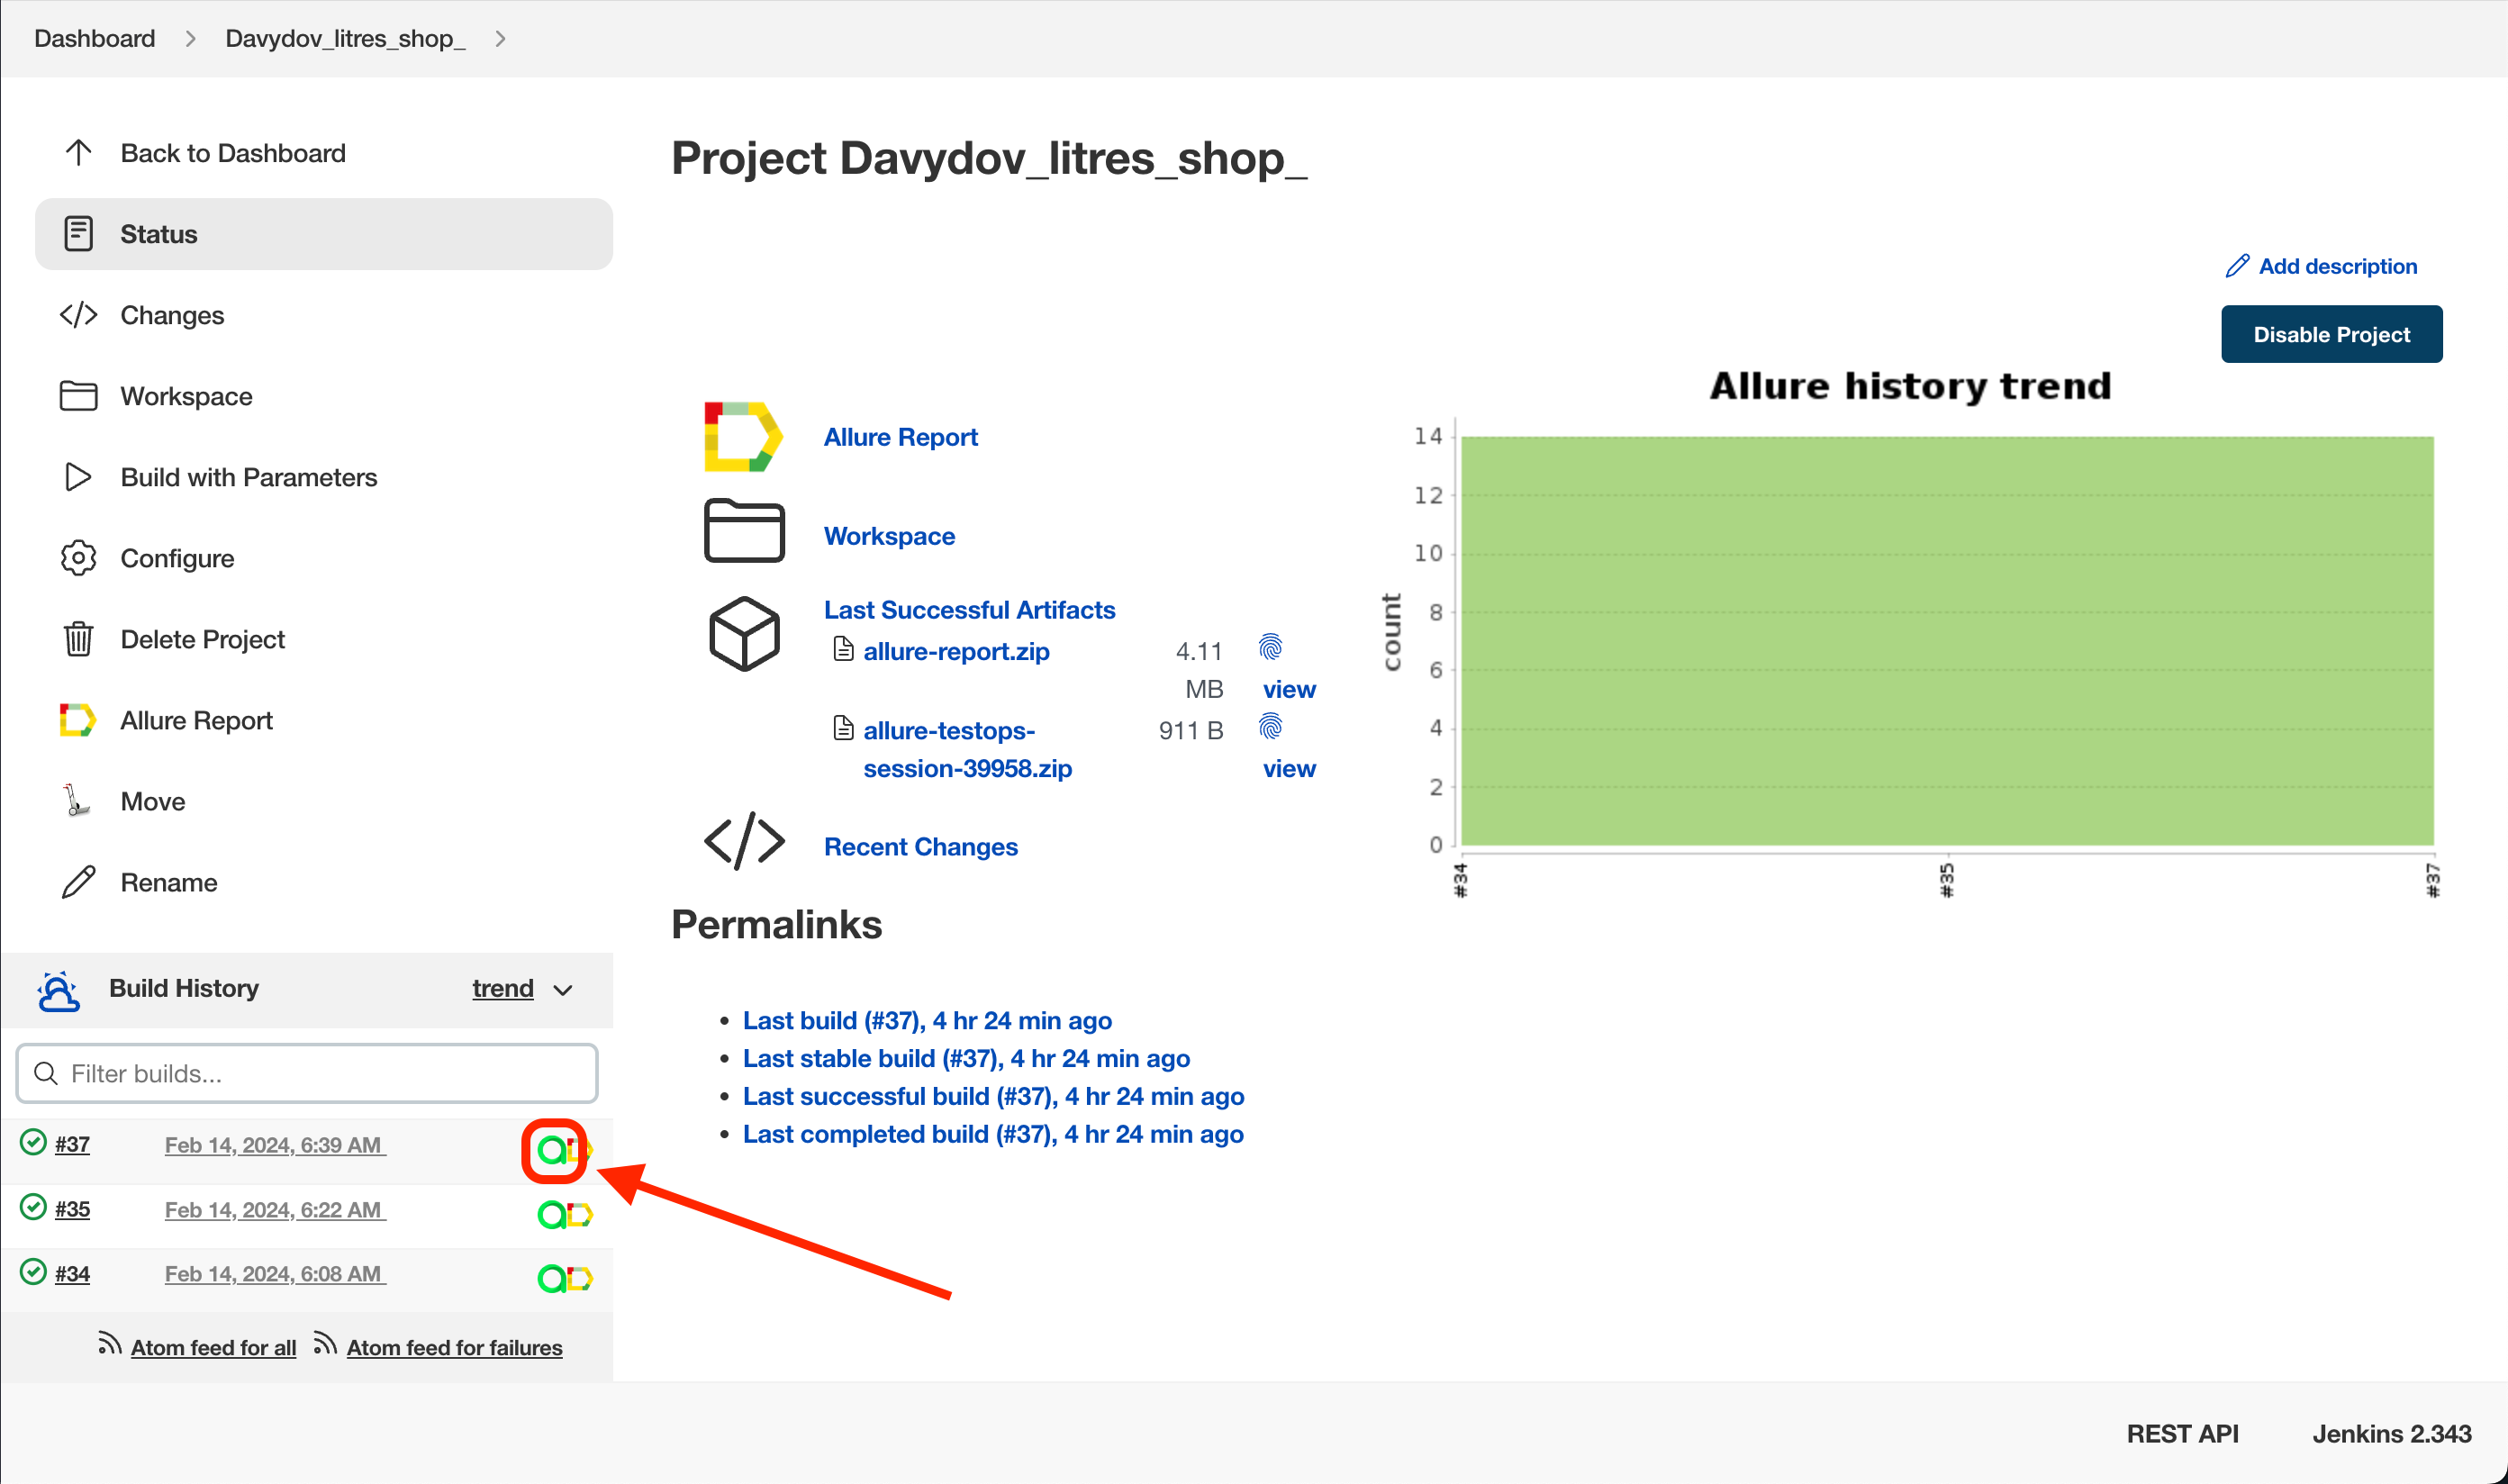 Dashboard > Davydov_litres_shop_ >
Back to Dashboard
Status
Changes
Workspace
Build with Parameters
Configure
Delete Project
Allure Report
Move
Rename
Build History trend
Filter builds...
#37 Feb 14, 2024, 6:39 AM
#35 Feb 14, 2024, 6:22 AM
#34 Feb 14, 2024, 6:08 AM
Atom feed for all Atom feed for failures
Project Davydov_litres_shop_
Add description
Disable Project
Allure Report
Workspace
Last Successful Artifacts
allure-report.zip 4.11
MB view
allure-testops- 911 B
session-39958.zip view
Recent Changes
Allure history trend
count
14
12
10
8
6
4
2
0
#34 #35 #37
Permalinks
Last build (#37), 4 hr 24 min ago
Last stable build (#37), 4 hr 24 min ago
Last successful build (#37), 4 hr 24 min ago
Last completed build (#37), 4 hr 24 min ago
REST API Jenkins 2.343